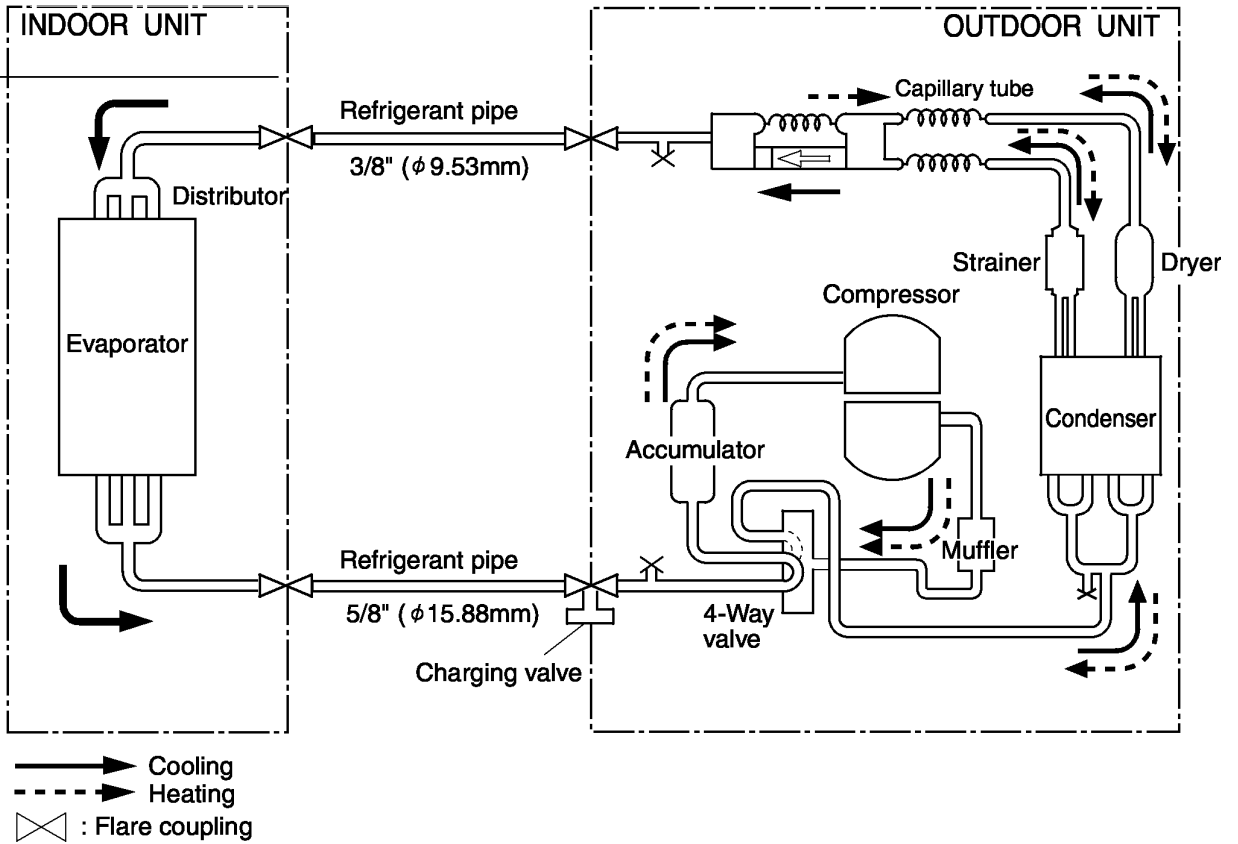 INDOOR UNIT
OUTDOOR UNIT
Capillary tube
Refrigerant pipe
3/8" (φ9.53mm)
Distributor
Strainer
Dryer
Compressor
Evaporator
Condenser
Accumulator
Muffler
Refrigerant pipe
5/8" (φ15.88mm)
4-Way
valve
Charging valve
Cooling
Heating
: Flare coupling